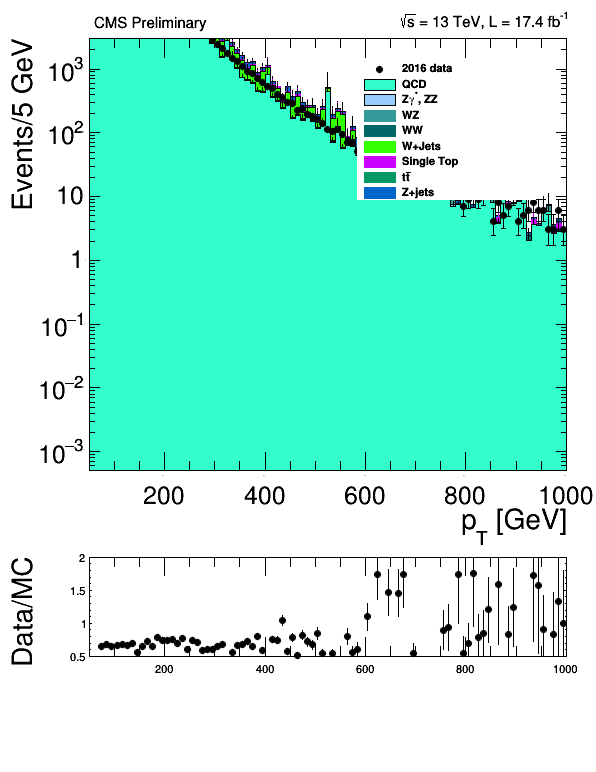 CMS Preliminary
√s = 13 TeV, L = 17.4 fb⁻¹
Events/5 GeV
10³
10²
10
1
10⁻¹
10⁻²
10⁻³
2016 data
QCD
Zγ*, ZZ
WZ
WW
W+Jets
Single Top
tt̄
Z+jets
200 400 600 800 1000
p_T [GeV]
Data/MC
2
1.5
1
0.5
200 400 600 800 1000